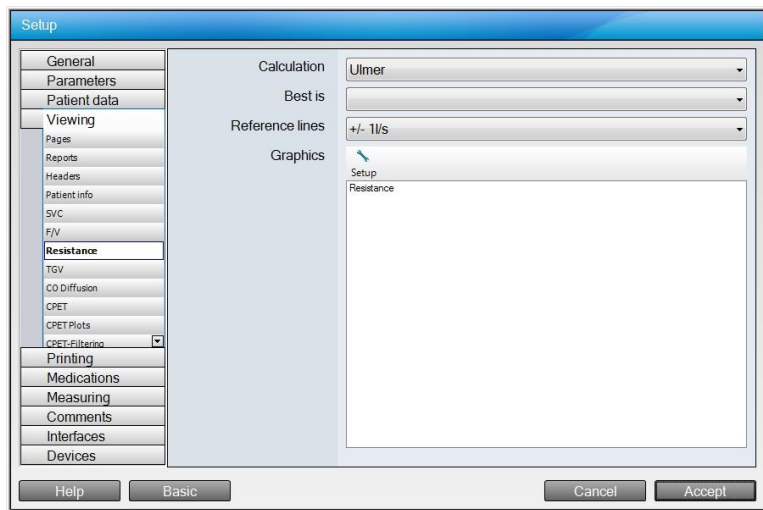 Setup
General
Parameters
Patient data
Viewing
Pages
Reports
Headers
Patient info
SVC
F/V
Resistance
TGV
CO Diffusion
CPET
CPET Plots
CPET-Filtering
Printing
Medications
Measuring
Comments
Interfaces
Devices
Calculation
Ulmer
Best is
Reference lines
+/- 1l/s
Graphics
Setup
Resistance
Help
Basic
Cancel
Accept